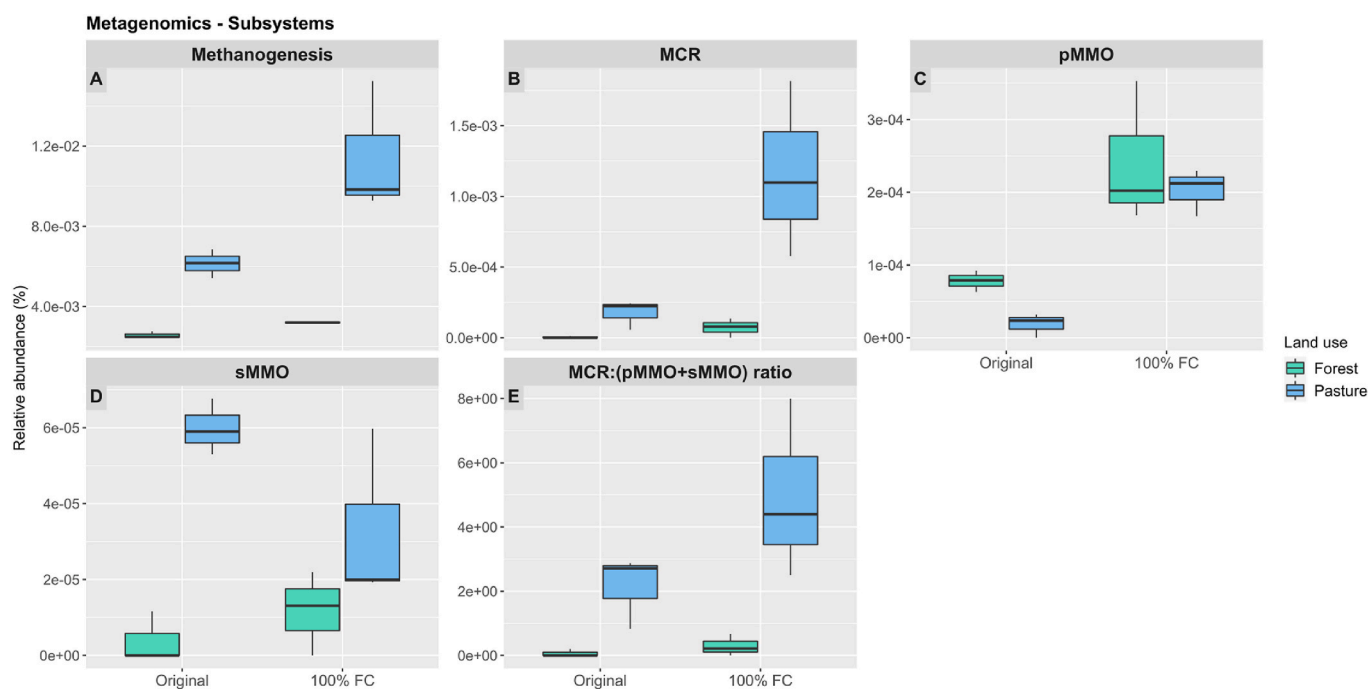 Metagenomics - Subsystems
Methanogenesis
MCR
pMMO
A
B
C
1.2e-02
8.0e-03
4.0e-03
1.5e-03
1.0e-03
5.0e-04
0.0e+00
3e-04
2e-04
1e-04
0e+00
Original
100% FC
sMMO
MCR:(pMMO+sMMO) ratio
D
E
6e-05
4e-05
2e-05
0e+00
8e+00
6e+00
4e+00
2e+00
0e+00
Original
100% FC
Original
100% FC
Relative abundance (%)
Land use
Forest
Pasture